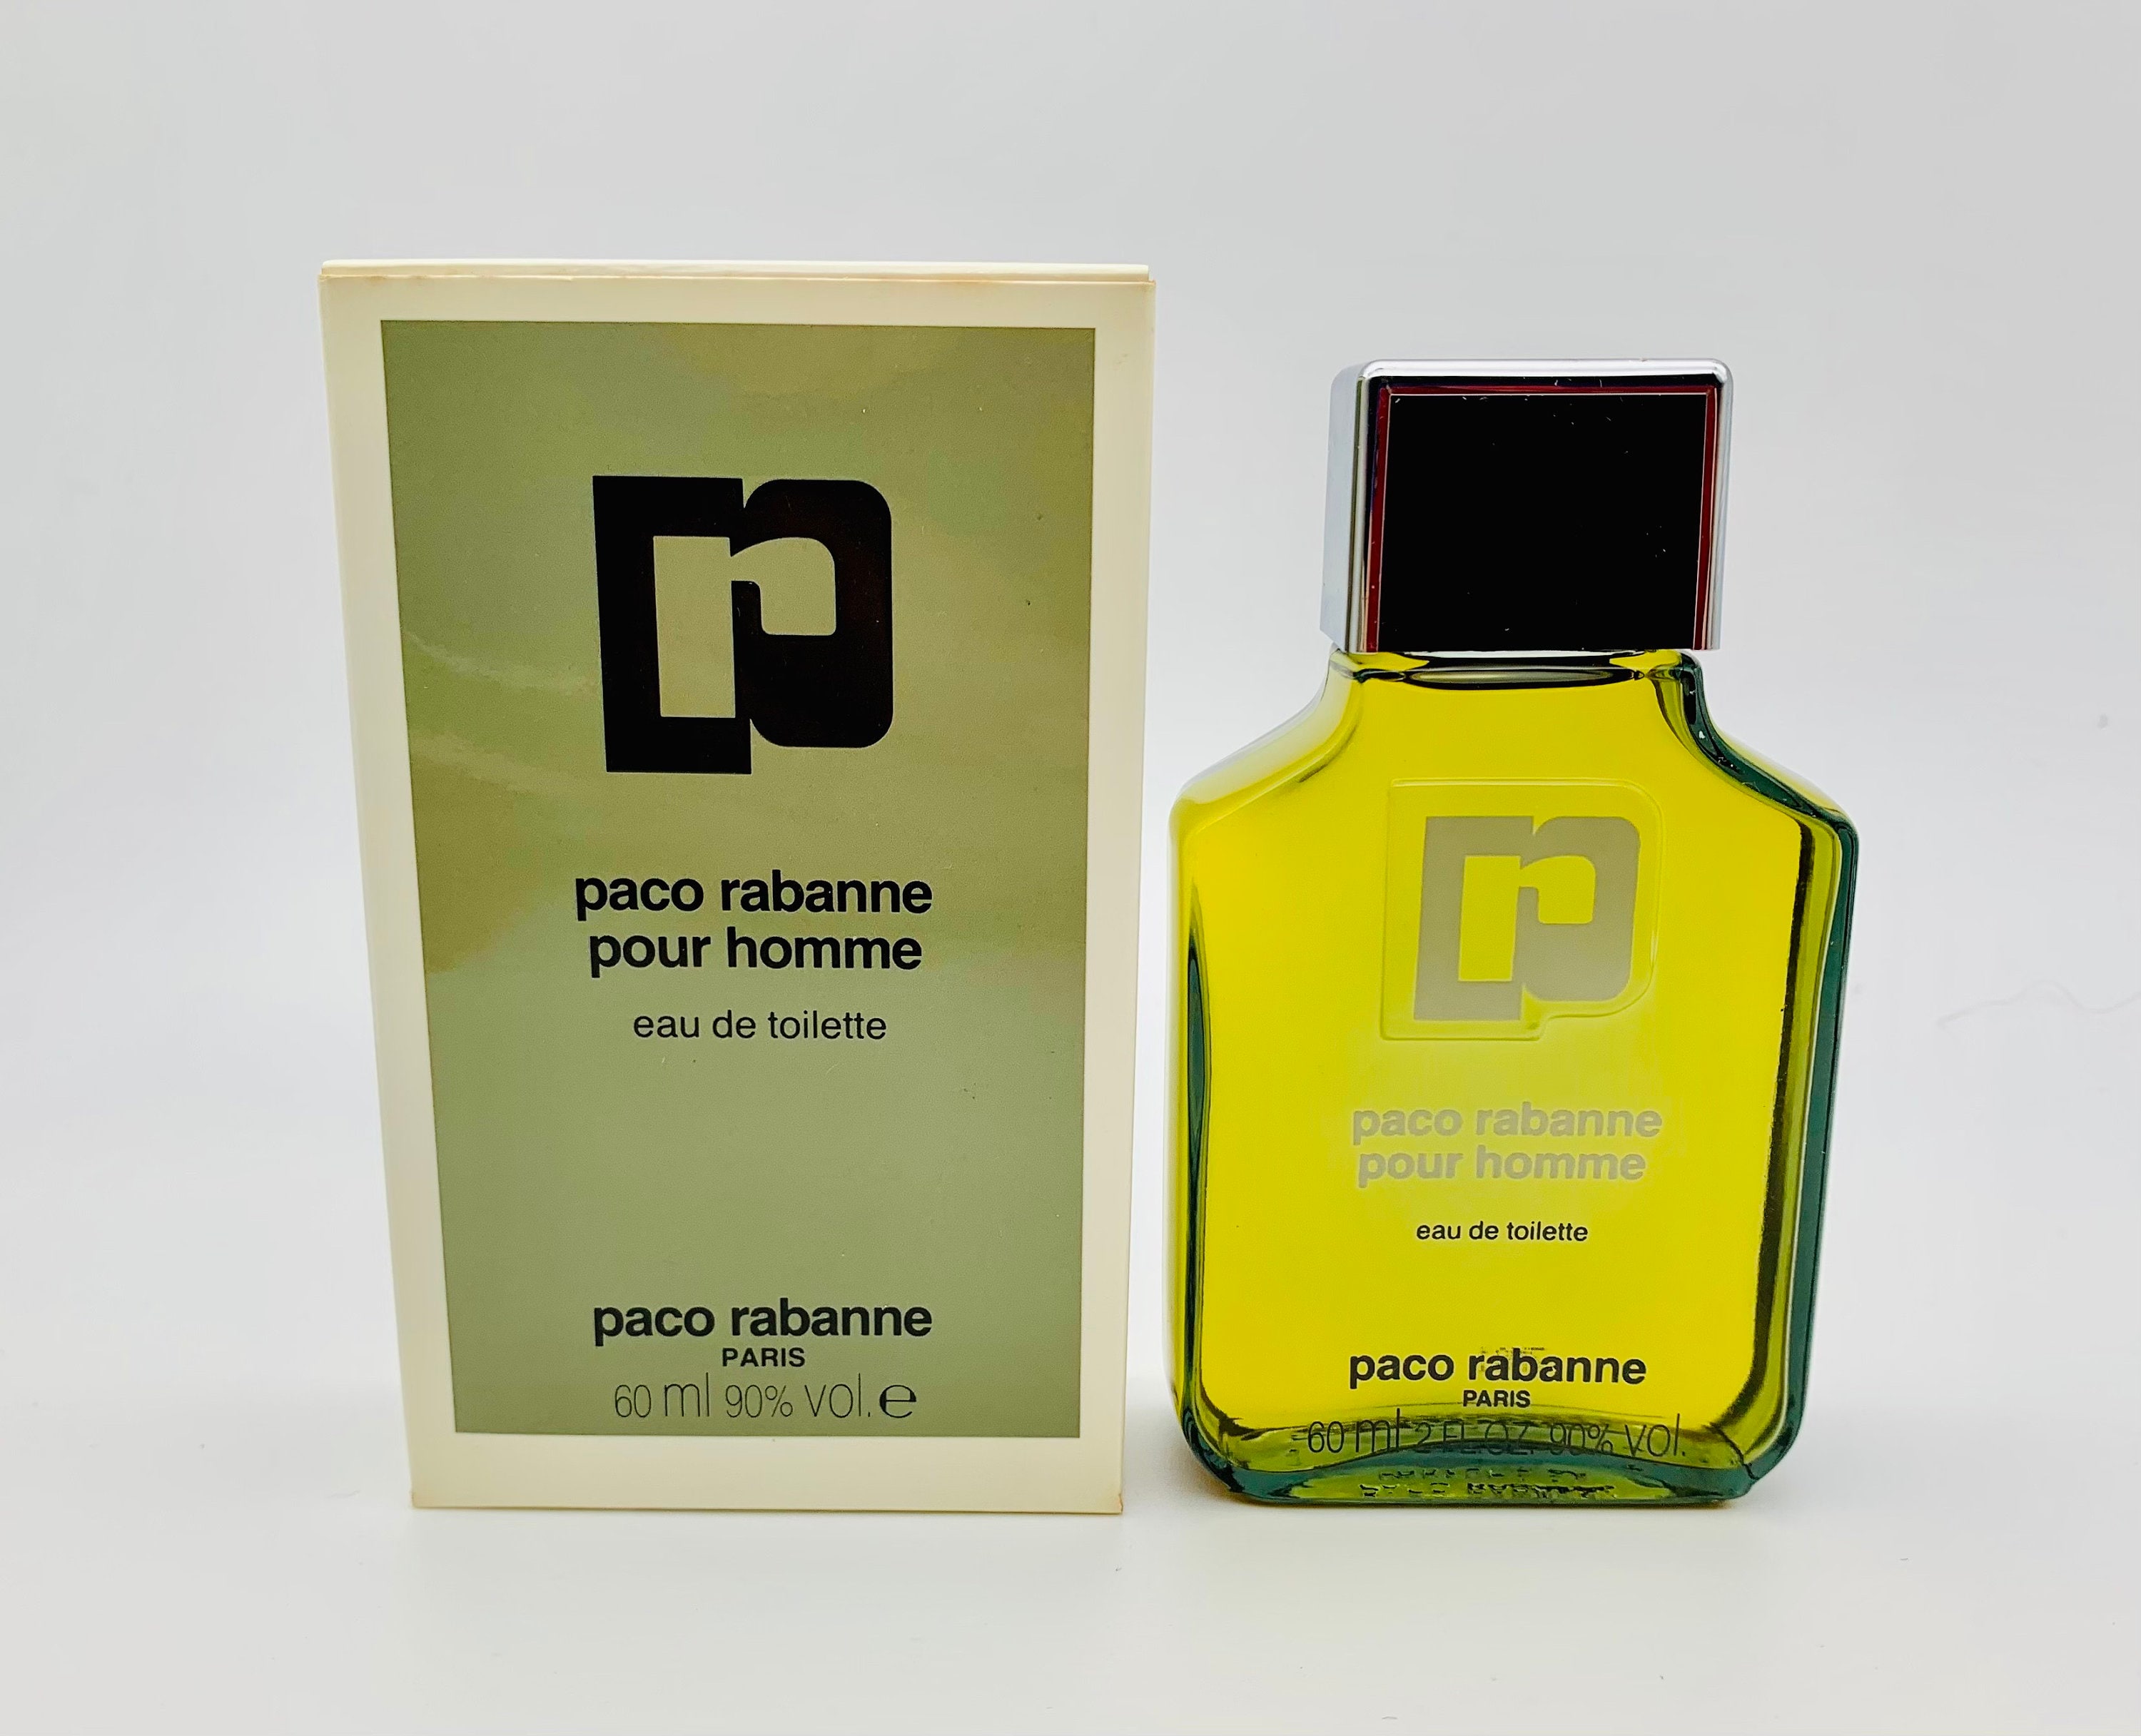 paco rabanne
pour homme
eau de toilette
paco rabanne
PARIS
60 ml 90% vol. e
paco rabanne
pour homme
eau de toilette
paco rabanne
PARIS
60 ml 2 FL.OZ. 90% vol.